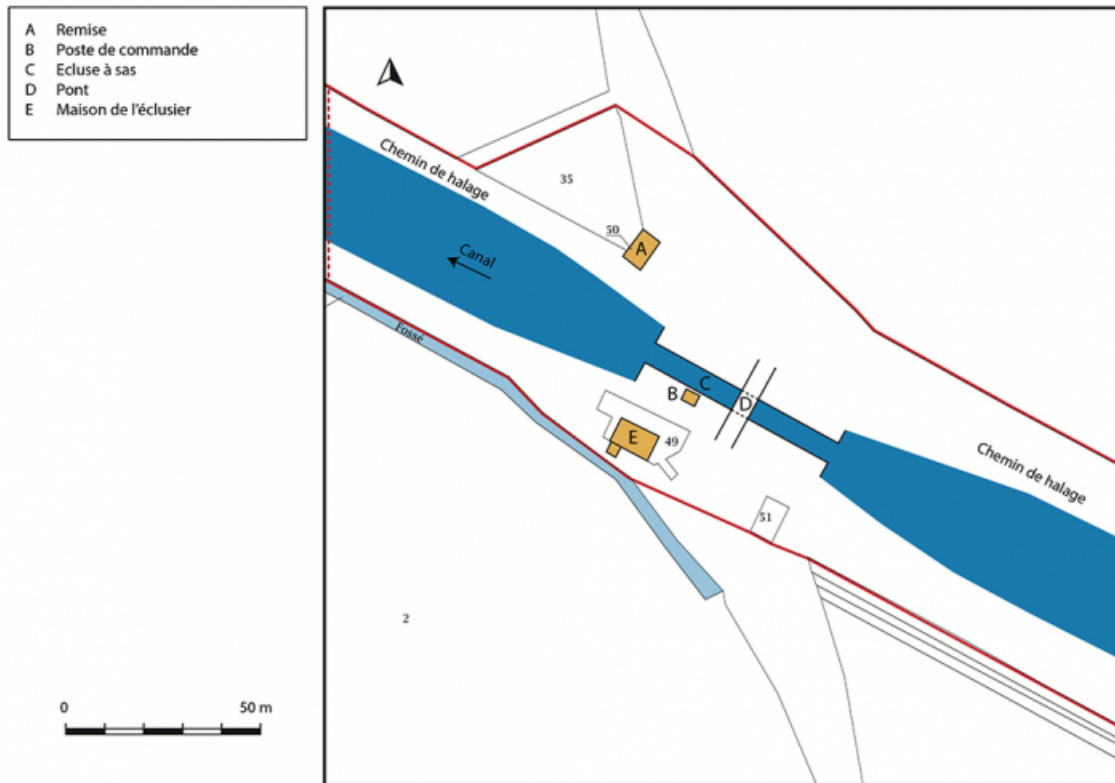 A Remise
B Poste de commande
C Ecluse à sas
D Pont
E Maison de l'éclusier
Chemin de halage
35
50
A
Canal
Fossé
C
B
D
E
49
Chemin de halage
51
2
0 50 m